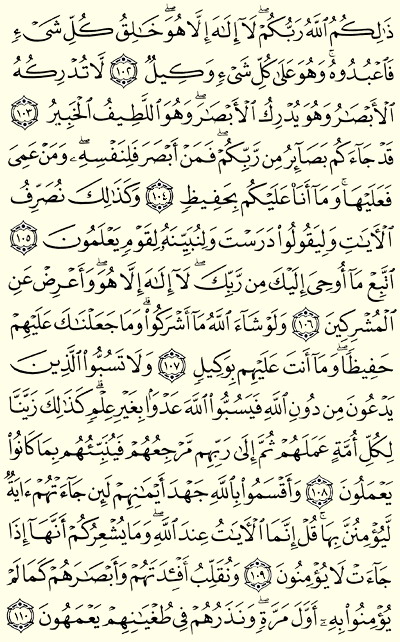 ذَٰلِكُمُ ٱللَّهُ رَبُّكُمْ ۖ لَآ إِلَٰهَ إِلَّا هُوَ ۖ خَٰلِقُ كُلِّ شَىْءٍ
فَٱعْبُدُوهُ ۚ وَهُوَ عَلَىٰ كُلِّ شَىْءٍ وَكِيلٌ ١٠٢ لَّا تُدْرِكُهُ
ٱلْأَبْصَٰرُ وَهُوَ يُدْرِكُ ٱلْأَبْصَٰرَ ۖ وَهُوَ ٱللَّطِيفُ ٱلْخَبِيرُ ١٠٣
قَدْ جَآءَكُم بَصَآئِرُ مِن رَّبِّكُمْ ۖ فَمَنْ أَبْصَرَ فَلِنَفْسِهِۦ ۖ وَمَنْ عَمِىَ
فَعَلَيْهَا ۚ وَمَآ أَنَا۠ عَلَيْكُم بِحَفِيظٍ ١٠٤ وَكَذَٰلِكَ نُصَرِّفُ
ٱلْءَايَٰتِ وَلِيَقُولُوا۟ دَرَسْتَ وَلِنُبَيِّنَهُۥ لِقَوْمٍ يَعْلَمُونَ ١٠٥
ٱتَّبِعْ مَآ أُوحِىَ إِلَيْكَ مِن رَّبِّكَ ۖ لَآ إِلَٰهَ إِلَّا هُوَ ۖ وَأَعْرِضْ عَنِ
ٱلْمُشْرِكِينَ ١٠٦ وَلَوْ شَآءَ ٱللَّهُ مَآ أَشْرَكُوا۟ ۗ وَمَا جَعَلْنَٰكَ عَلَيْهِمْ
حَفِيظًا ۖ وَمَآ أَنتَ عَلَيْهِم بِوَكِيلٍ ١٠٧ وَلَا تَسُبُّوا۟ ٱلَّذِينَ
يَدْعُونَ مِن دُونِ ٱللَّهِ فَيَسُبُّوا۟ ٱللَّهَ عَدْوًۢا بِغَيْرِ عِلْمٍ ۗ كَذَٰلِكَ زَيَّنَّا
لِكُلِّ أُمَّةٍ عَمَلَهُمْ ثُمَّ إِلَىٰ رَبِّهِم مَّرْجِعُهُمْ فَيُنَبِّئُهُم بِمَا كَانُوا۟
يَعْمَلُونَ ١٠٨ وَأَقْسَمُوا۟ بِٱللَّهِ جَهْدَ أَيْمَٰنِهِمْ لَئِن جَآءَتْهُمْ ءَايَةٌ
لَّيُؤْمِنُنَّ بِهَا ۚ قُلْ إِنَّمَا ٱلْءَايَٰتُ عِندَ ٱللَّهِ ۖ وَمَا يُشْعِرُكُمْ أَنَّهَآ إِذَا
جَآءَتْ لَا يُؤْمِنُونَ ١٠٩ وَنُقَلِّبُ أَفْـِٔدَتَهُمْ وَأَبْصَٰرَهُمْ كَمَا لَمْ
يُؤْمِنُوا۟ بِهِۦٓ أَوَّلَ مَرَّةٍ وَنَذَرُهُمْ فِى طُغْيَٰنِهِمْ يَعْمَهُونَ ١١٠